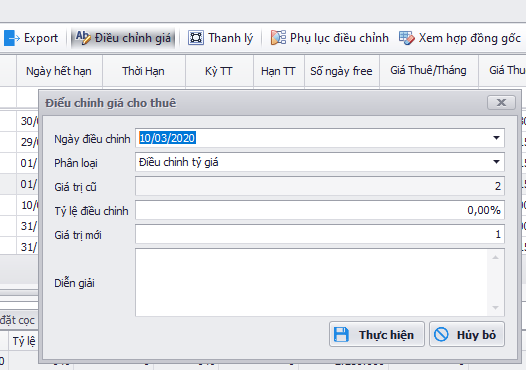 Export Điều chỉnh giá Thanh lý Phụ lục điều chỉnh Xem hợp đồng gốc
Ngày hết hạn Thời Hạn Kỳ TT Hạn TT Số ngày free Giá Thuê/Tháng Giá Thu
Điều chỉnh giá cho thuê
30/
29/
01/
01/
10/
31/
31/
Ngày điều chỉnh 10/03/2020
Phân loại Điều chỉnh tỷ giá
Giá trị cũ 2
Tỷ lệ điều chỉnh 0,00%
Giá trị mới 1
Diễn giải
Thực hiện Hủy bỏ
đặt cọc
Tỷ lệ